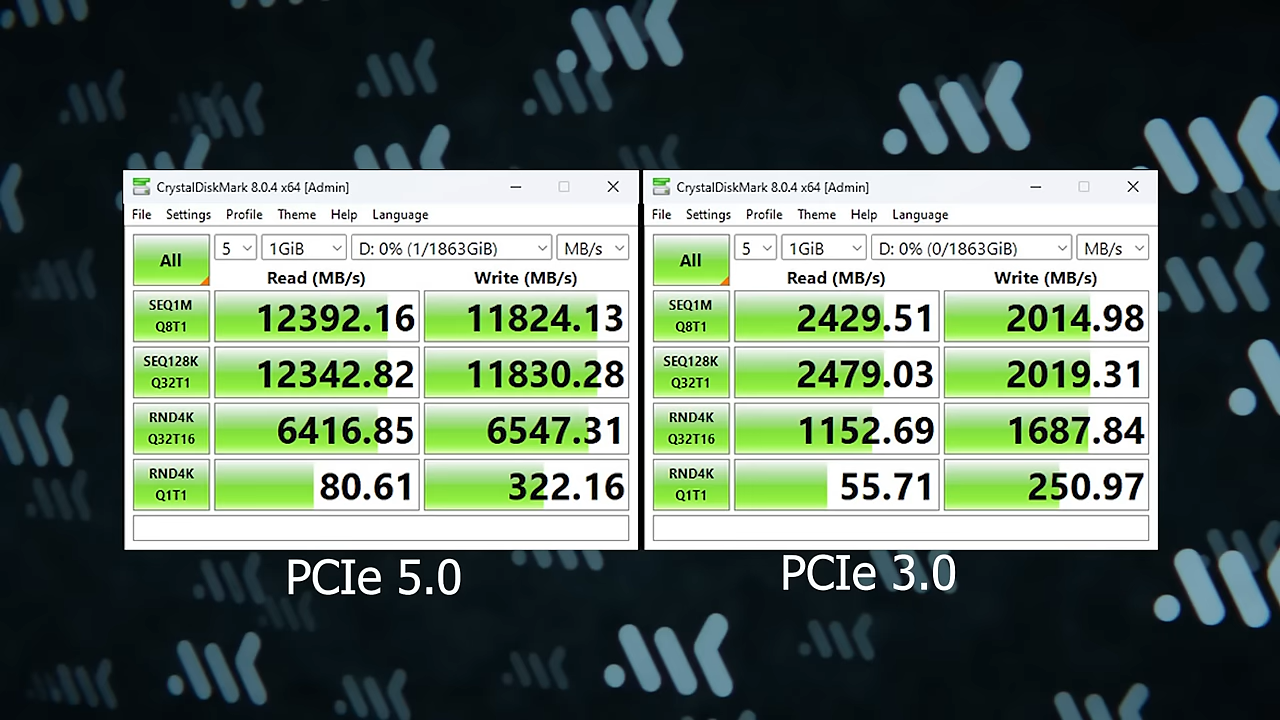 CrystalDiskMark 8.0.4 x64 [Admin]
File Settings Profile Theme Help Language
All 5 1GiB D: 0% (1/1863GiB) MB/s
Read (MB/s) Write (MB/s)
SEQ1M Q8T1 12392.16 11824.13
SEQ128K Q32T1 12342.82 11830.28
RND4K Q32T16 6416.85 6547.31
RND4K Q1T1 80.61 322.16
PCIe 5.0
CrystalDiskMark 8.0.4 x64 [Admin]
File Settings Profile Theme Help Language
All 5 1GiB D: 0% (0/1863GiB) MB/s
Read (MB/s) Write (MB/s)
SEQ1M Q8T1 2429.51 2014.98
SEQ128K Q32T1 2479.03 2019.31
RND4K Q32T16 1152.69 1687.84
RND4K Q1T1 55.71 250.97
PCIe 3.0